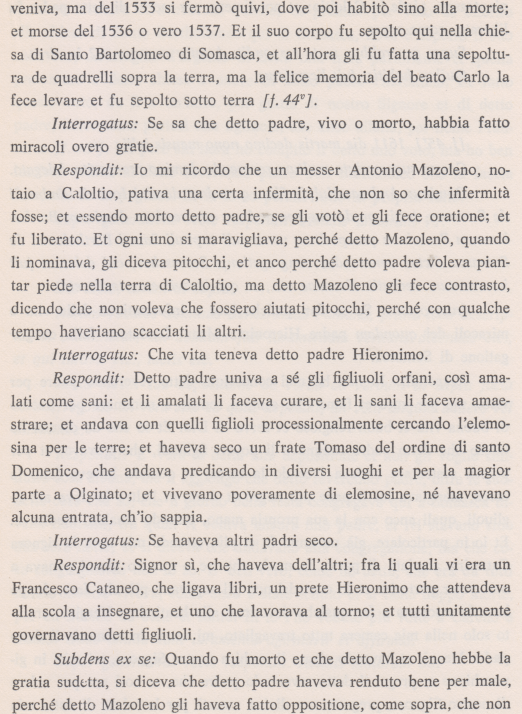 veniva, ma del 1533 si fermò quivi, dove poi habitò sino alla morte;
et morse del 1536 o vero 1537. Et il suo corpo fu sepolto qui nella chie-
sa di Santo Bartolomeo di Somasca, et all'hora gli fu fatta una sepoltu-
ra de quadrelli sopra la terra, ma la felice memoria del beato Carlo la
fece levare et fu sepolto sotto terra [f. 44v].
Interrogatus: Se sa che detto padre, vivo o morto, habbia fatto
miracoli overo gratie.
Respondit: Io mi ricordo che un messer Antonio Mazoleno, no-
taio a Caloltio, pativa una certa infermità, che non so che infermità
fosse; et essendo morto detto padre, se gli votò et gli fece oratione; et
fu liberato. Et ogni uno si maravigliava, perché detto Mazoleno, quando
li nominava, gli diceva pitocchi, et anco perché detto padre voleva pian-
tar piede nella terra di Caloltio, ma detto Mazoleno gli fece contrasto,
dicendo che non voleva che fossero aiutati pitocchi, perché con qualche
tempo haveriano scacciati li altri.
Interrogatus: Che vita teneva detto padre Hieronimo.
Respondit: Detto padre univa a sé gli figliuoli orfani, così ama-
lati come sani: et li amalati li faceva curare, et li sani li faceva amae-
strare; et andava con quelli figlioli processionalmente cercando l'elemo-
sina per le terre; et haveva seco un frate Tomaso del ordine di santo
Domenico, che andava predicando in diversi luoghi et per la magior
parte a Olginato; et vivevano poveramente di elemosine, né havevano
alcuna entrata, ch'io sappia.
Interrogatus: Se haveva altri padri seco.
Respondit: Signor sì, che haveva dell'altri; fra li quali vi era un
Francesco Cataneo, che ligava libri, un prete Hieronimo che attendeva
alla scola a insegnare, et uno che lavorava al torno; et tutti unitamente
governavano detti figliuoli.
Subdens ex se: Quando fu morto et che detto Mazoleno hebbe la
gratia sudetta, si diceva che detto padre haveva renduto bene per male,
perché detto Mazoleno gli haveva fatto oppositione, come sopra, che non